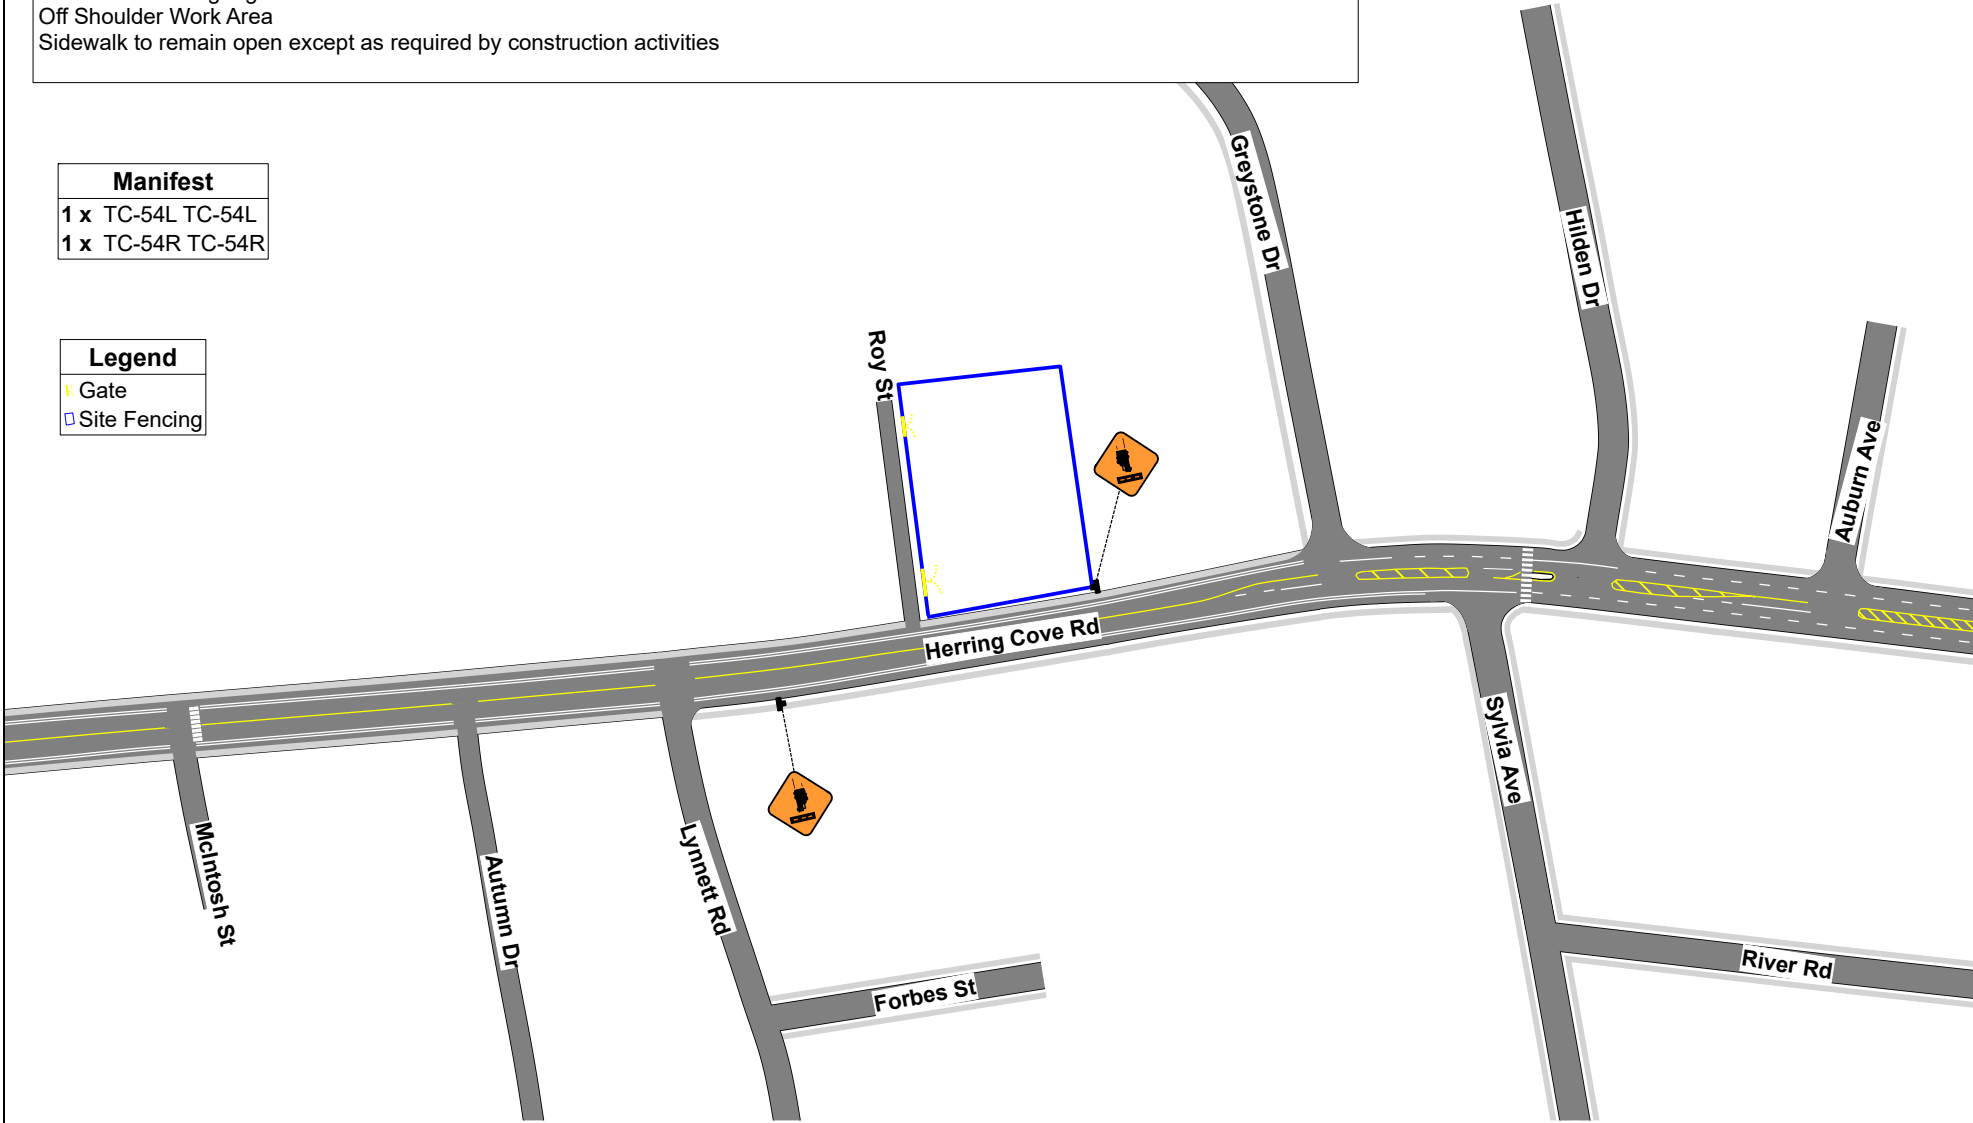 Off Shoulder Work Area
Sidewalk to remain open except as required by construction activities
Manifest
1 x TC-54L TC-54L
1 x TC-54R TC-54R
Legend
Gate
Site Fencing
Greystone Dr
Hilden Dr
Roy St
Auburn Ave
Herring Cove Rd
Sylvia Ave
McIntosh St
Autumn Dr
Lynnett Rd
Forbes St
River Rd